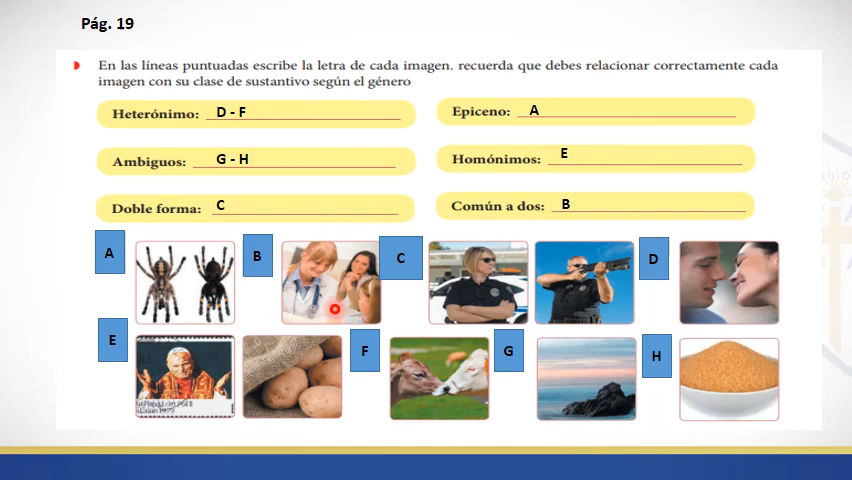 Pág. 19
En las líneas puntuadas escribe la letra de cada imagen. recuerda que debes relacionar correctamente cada
imagen con su clase de sustantivo según el género
Heterónimo: D - F
Epiceno: A
Ambiguos: G - H
Homónimos: E
Doble forma: C
Común a dos: B
A
B
C
D
E
F
G
H